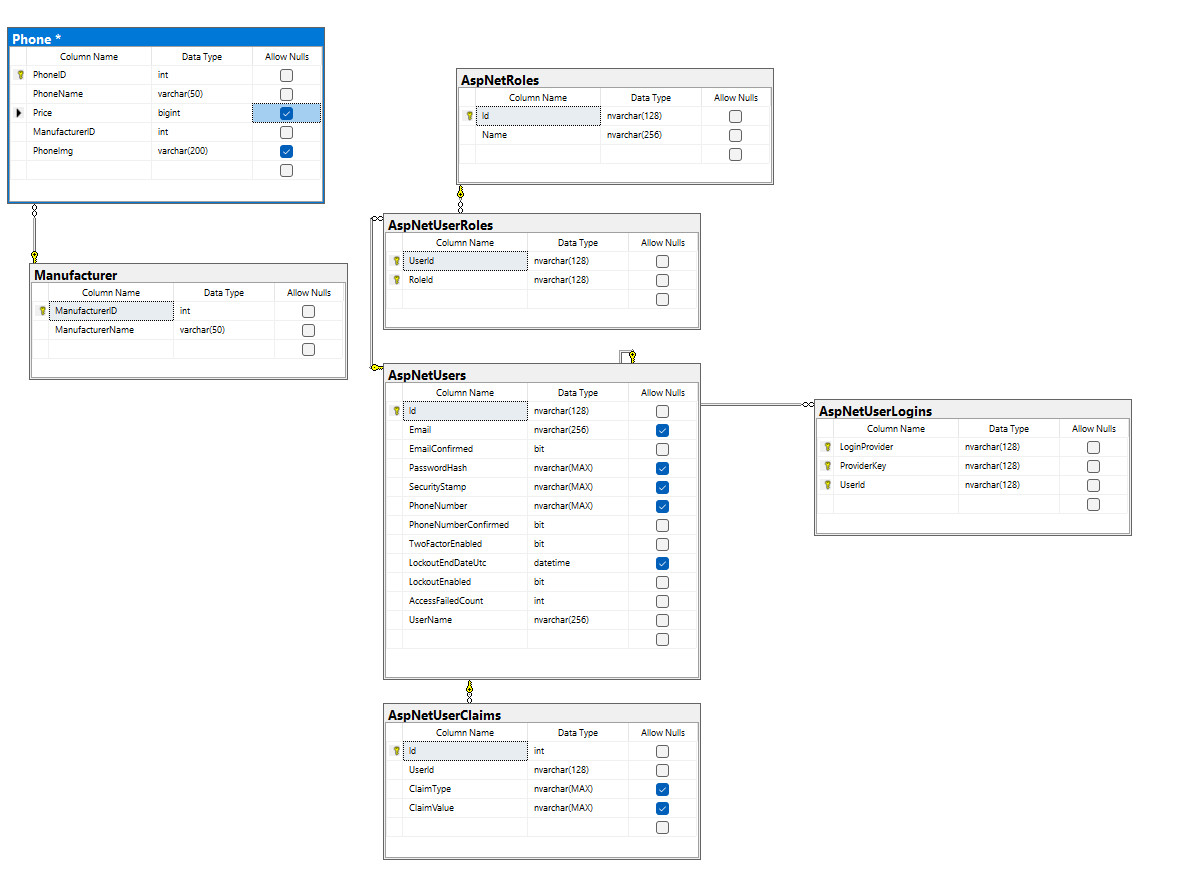 Phone *
Column Name Data Type Allow Nulls
PhoneID int
PhoneName varchar(50)
Price bigint
ManufacturerID int
PhoneImg varchar(200)
Manufacturer
Column Name Data Type Allow Nulls
ManufacturerID int
ManufacturerName varchar(50)
AspNetRoles
Column Name Data Type Allow Nulls
Id nvarchar(128)
Name nvarchar(256)
AspNetUserRoles
Column Name Data Type Allow Nulls
UserId nvarchar(128)
RoleId nvarchar(128)
AspNetUsers
Column Name Data Type Allow Nulls
Id nvarchar(128)
Email nvarchar(256)
EmailConfirmed bit
PasswordHash nvarchar(MAX)
SecurityStamp nvarchar(MAX)
PhoneNumber nvarchar(MAX)
PhoneNumberConfirmed bit
TwoFactorEnabled bit
LockoutEndDateUtc datetime
LockoutEnabled bit
AccessFailedCount int
UserName nvarchar(256)
AspNetUserLogins
Column Name Data Type Allow Nulls
LoginProvider nvarchar(128)
ProviderKey nvarchar(128)
UserId nvarchar(128)
AspNetUserClaims
Column Name Data Type Allow Nulls
Id int
UserId nvarchar(128)
ClaimType nvarchar(MAX)
ClaimValue nvarchar(MAX)